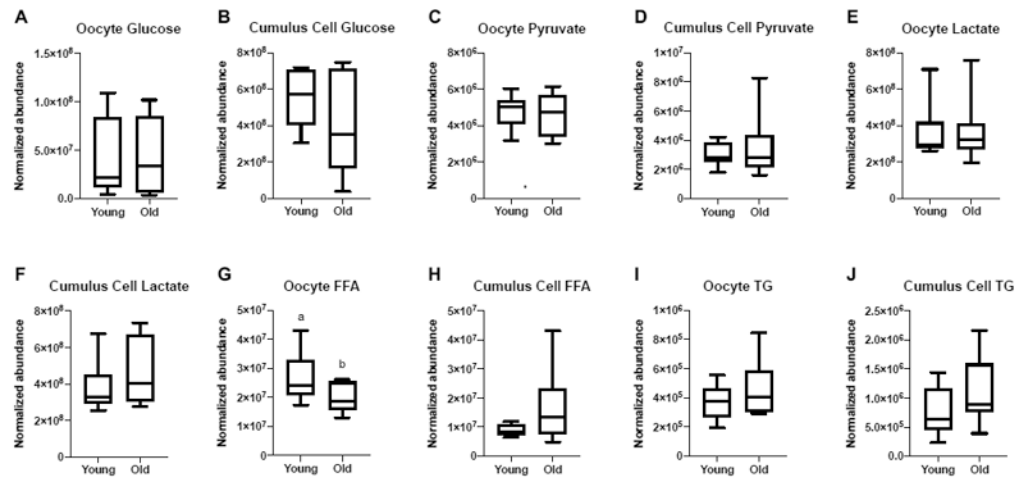 A
Oocyte Glucose
Normalized abundance
1.5×10⁸
1.0×10⁸
5.0×10⁷
0.0
Young Old
B
Cumulus Cell Glucose
Normalized abundance
8×10⁸
6×10⁸
4×10⁸
2×10⁸
0
Young Old
C
Oocyte Pyruvate
Normalized abundance
8×10⁶
6×10⁶
4×10⁶
2×10⁶
0
Young Old
D
Cumulus Cell Pyruvate
Normalized abundance
1×10⁷
8×10⁶
6×10⁶
4×10⁶
2×10⁶
0
Young Old
E
Oocyte Lactate
Normalized abundance
8×10⁸
6×10⁸
4×10⁸
2×10⁸
0
Young Old
F
Cumulus Cell Lactate
Normalized abundance
8×10⁸
6×10⁸
4×10⁸
2×10⁸
0
Young Old
G
Oocyte FFA
Normalized abundance
5×10⁷
4×10⁷
3×10⁷
2×10⁷
1×10⁷
0
a
b
Young Old
H
Cumulus Cell FFA
Normalized abundance
5×10⁷
4×10⁷
3×10⁷
2×10⁷
1×10⁷
0
Young Old
I
Oocyte TG
Normalized abundance
1×10⁶
8×10⁵
6×10⁵
4×10⁵
2×10⁵
0
Young Old
J
Cumulus Cell TG
Normalized abundance
2.5×10⁶
2.0×10⁶
1.5×10⁶
1.0×10⁶
5.0×10⁵
0.0
Young Old